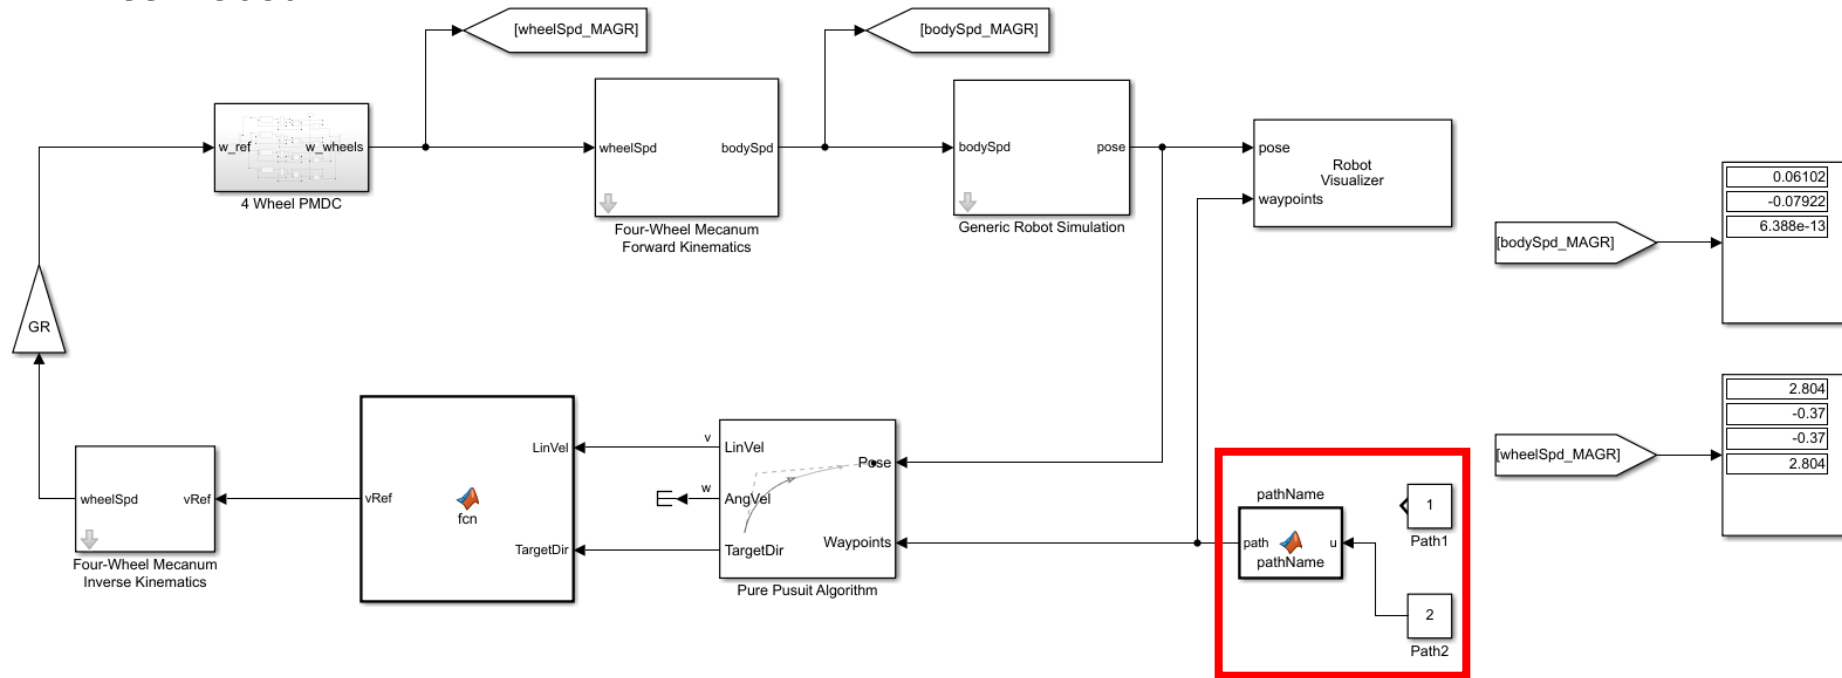 [wheelSpd_MAGR]
[bodySpd_MAGR]
w_ref
w_wheels
4 Wheel PMDC
wheelSpd
bodySpd
Four-Wheel Mecanum
Forward Kinematics
bodySpd
pose
Generic Robot Simulation
pose
waypoints
Robot
Visualizer
[bodySpd_MAGR]
0.06102
-0.07922
6.388e-13
GR
wheelSpd
vRef
Four-Wheel Mecanum
Inverse Kinematics
vRef
fcn
LinVel
TargetDir
v
w
LinVel
AngVel
TargetDir
Pose
Waypoints
Pure Pusuit Algorithm
pathName
path
u
pathName
1
Path1
2
Path2
[wheelSpd_MAGR]
2.804
-0.37
-0.37
2.804